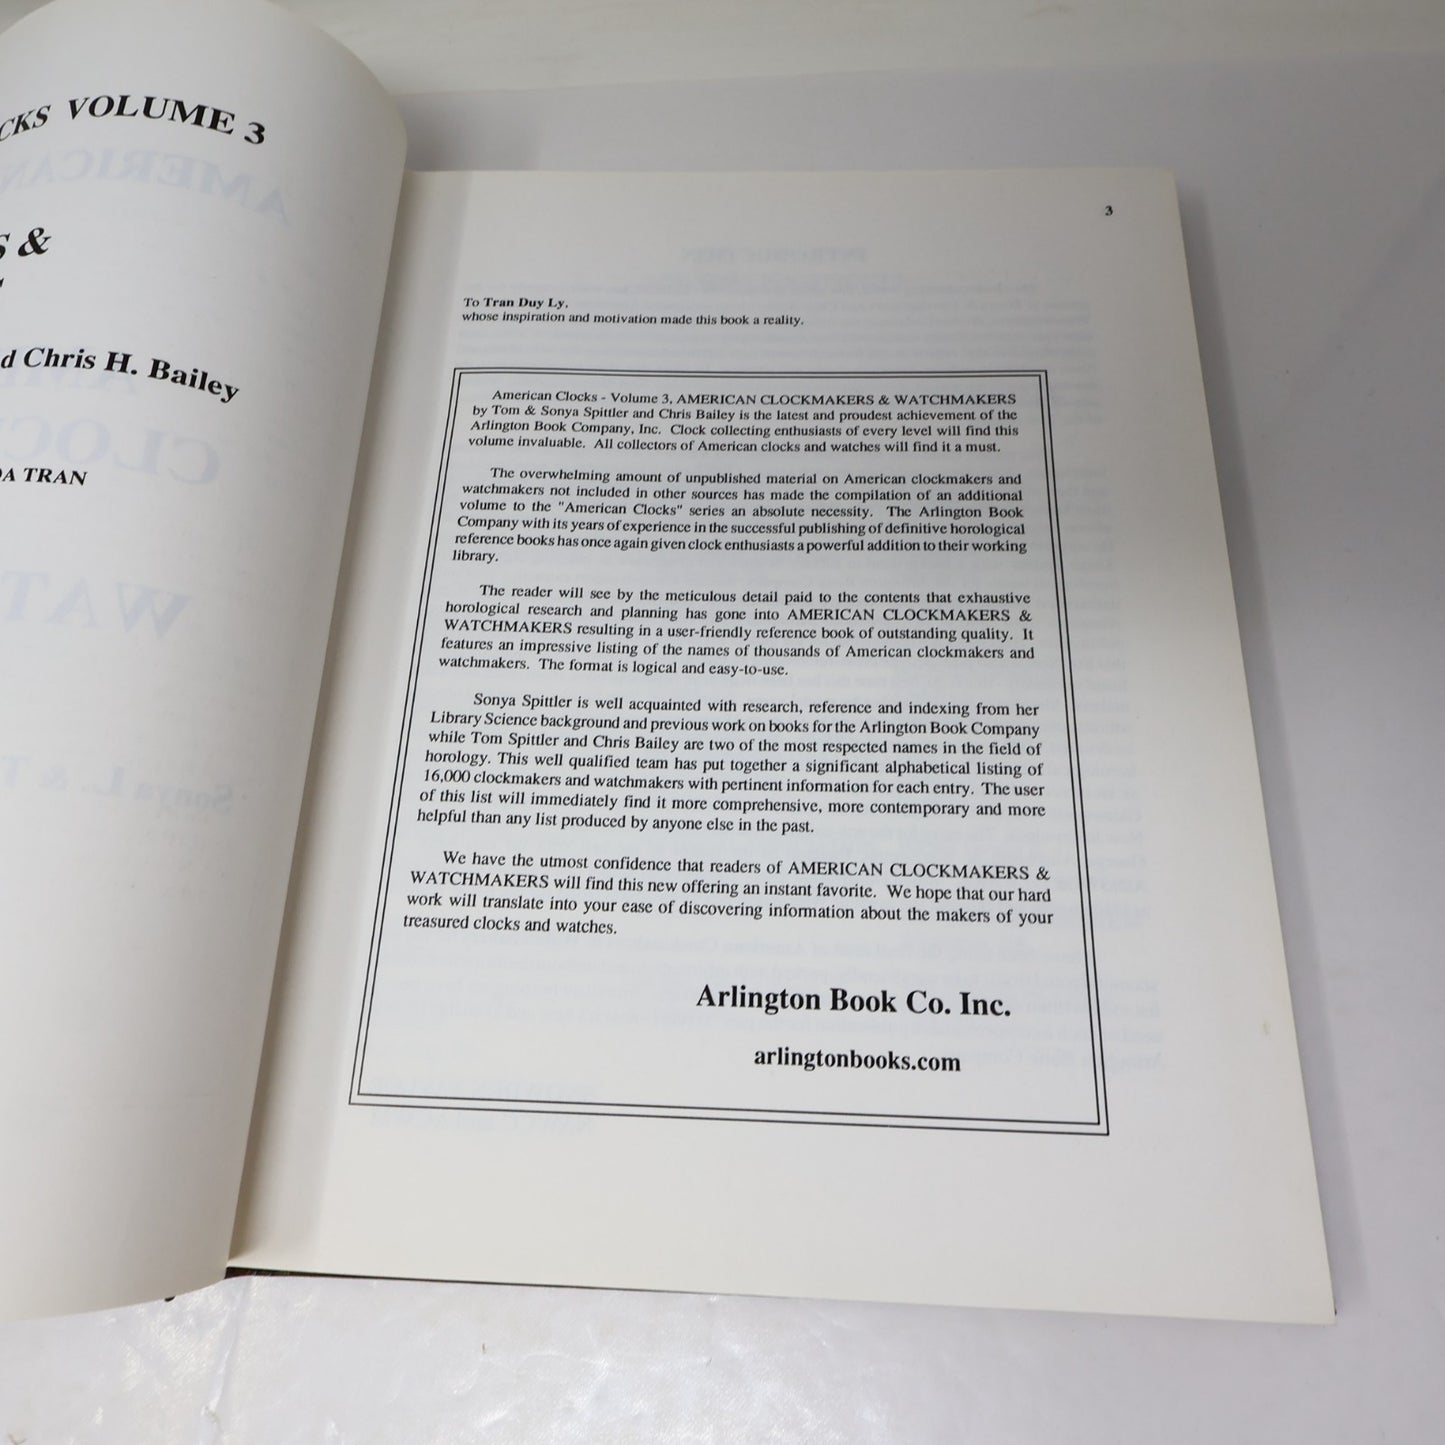 CKS VOLUME 3
S &
d Chris H. Bailey
DA TRAN
3
To Tran Duy Ly,
whose inspiration and motivation made this book a reality.
American Clocks - Volume 3, AMERICAN CLOCKMAKERS & WATCHMAKERS
by Tom & Sonya Spittler and Chris Bailey is the latest and proudest achievement of the
Arlington Book Company, Inc. Clock collecting enthusiasts of every level will find this
volume invaluable. All collectors of American clocks and watches will find it a must.
The overwhelming amount of unpublished material on American clockmakers and
watchmakers not included in other sources has made the compilation of an additional
volume to the "American Clocks" series an absolute necessity. The Arlington Book
Company with its years of experience in the successful publishing of definitive horological
reference books has once again given clock enthusiasts a powerful addition to their working
library.
The reader will see by the meticulous detail paid to the contents that exhaustive
horological research and planning has gone into AMERICAN CLOCKMAKERS &
WATCHMAKERS resulting in a user-friendly reference book of outstanding quality. It
features an impressive listing of the names of thousands of American clockmakers and
watchmakers. The format is logical and easy-to-use.
Sonya Spittler is well acquainted with research, reference and indexing from her
Library Science background and previous work on books for the Arlington Book Company
while Tom Spittler and Chris Bailey are two of the most respected names in the field of
horology. This well qualified team has put together a significant alphabetical listing of
16,000 clockmakers and watchmakers with pertinent information for each entry. The user
of this list will immediately find it more comprehensive, more contemporary and more
helpful than any list produced by anyone else in the past.
We have the utmost confidence that readers of AMERICAN CLOCKMAKERS &
WATCHMAKERS will find this new offering an instant favorite. We hope that our hard
work will translate into your ease of discovering information about the makers of your
treasured clocks and watches.
Arlington Book Co. Inc.
arlingtonbooks.com